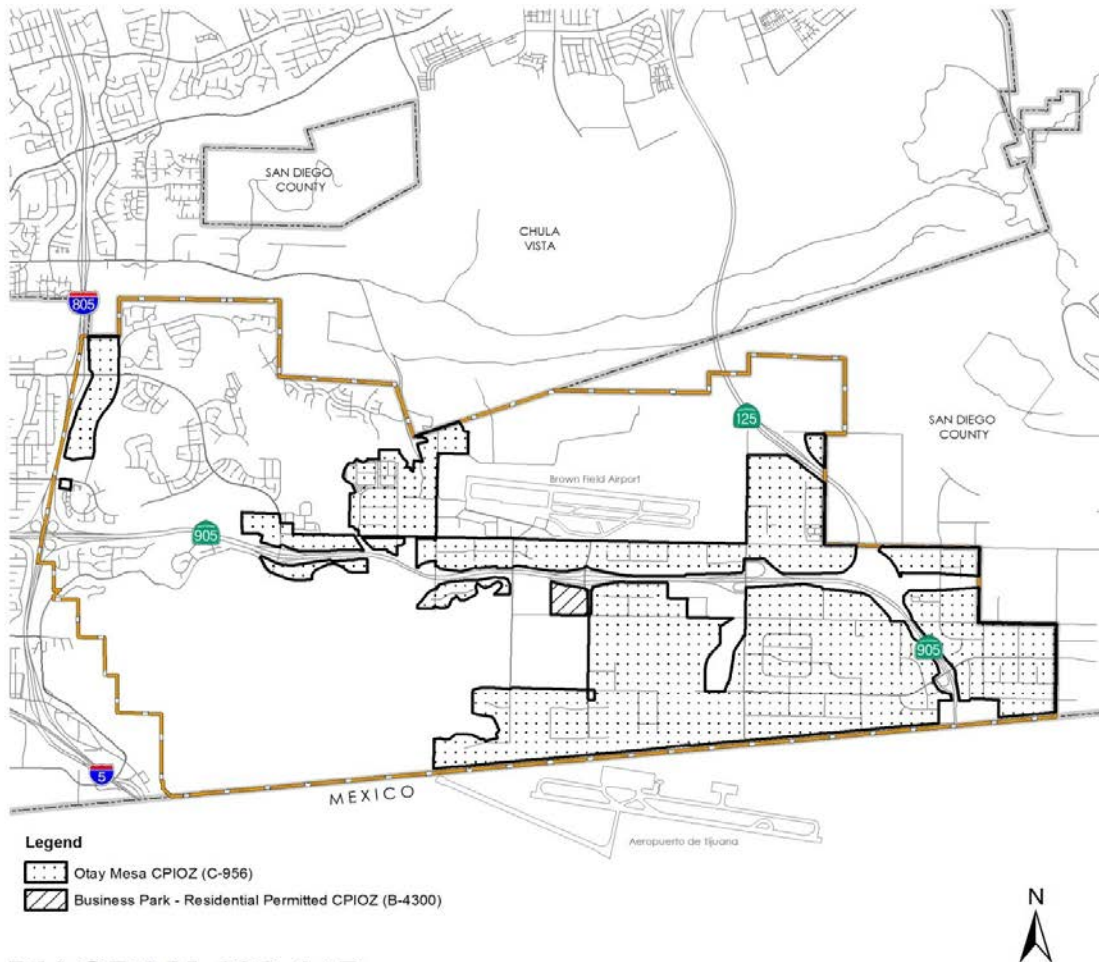 SAN DIEGO
COUNTY
CHULA
VISTA
805
125
SAN DIEGO
COUNTY
Brown Field Airport
905
905
5
MEXICO
Aeropuerto de Tijuana
Legend
Otay Mesa CPIOZ (C-956)
Business Park - Residential Permitted CPIOZ (B-4300)
N